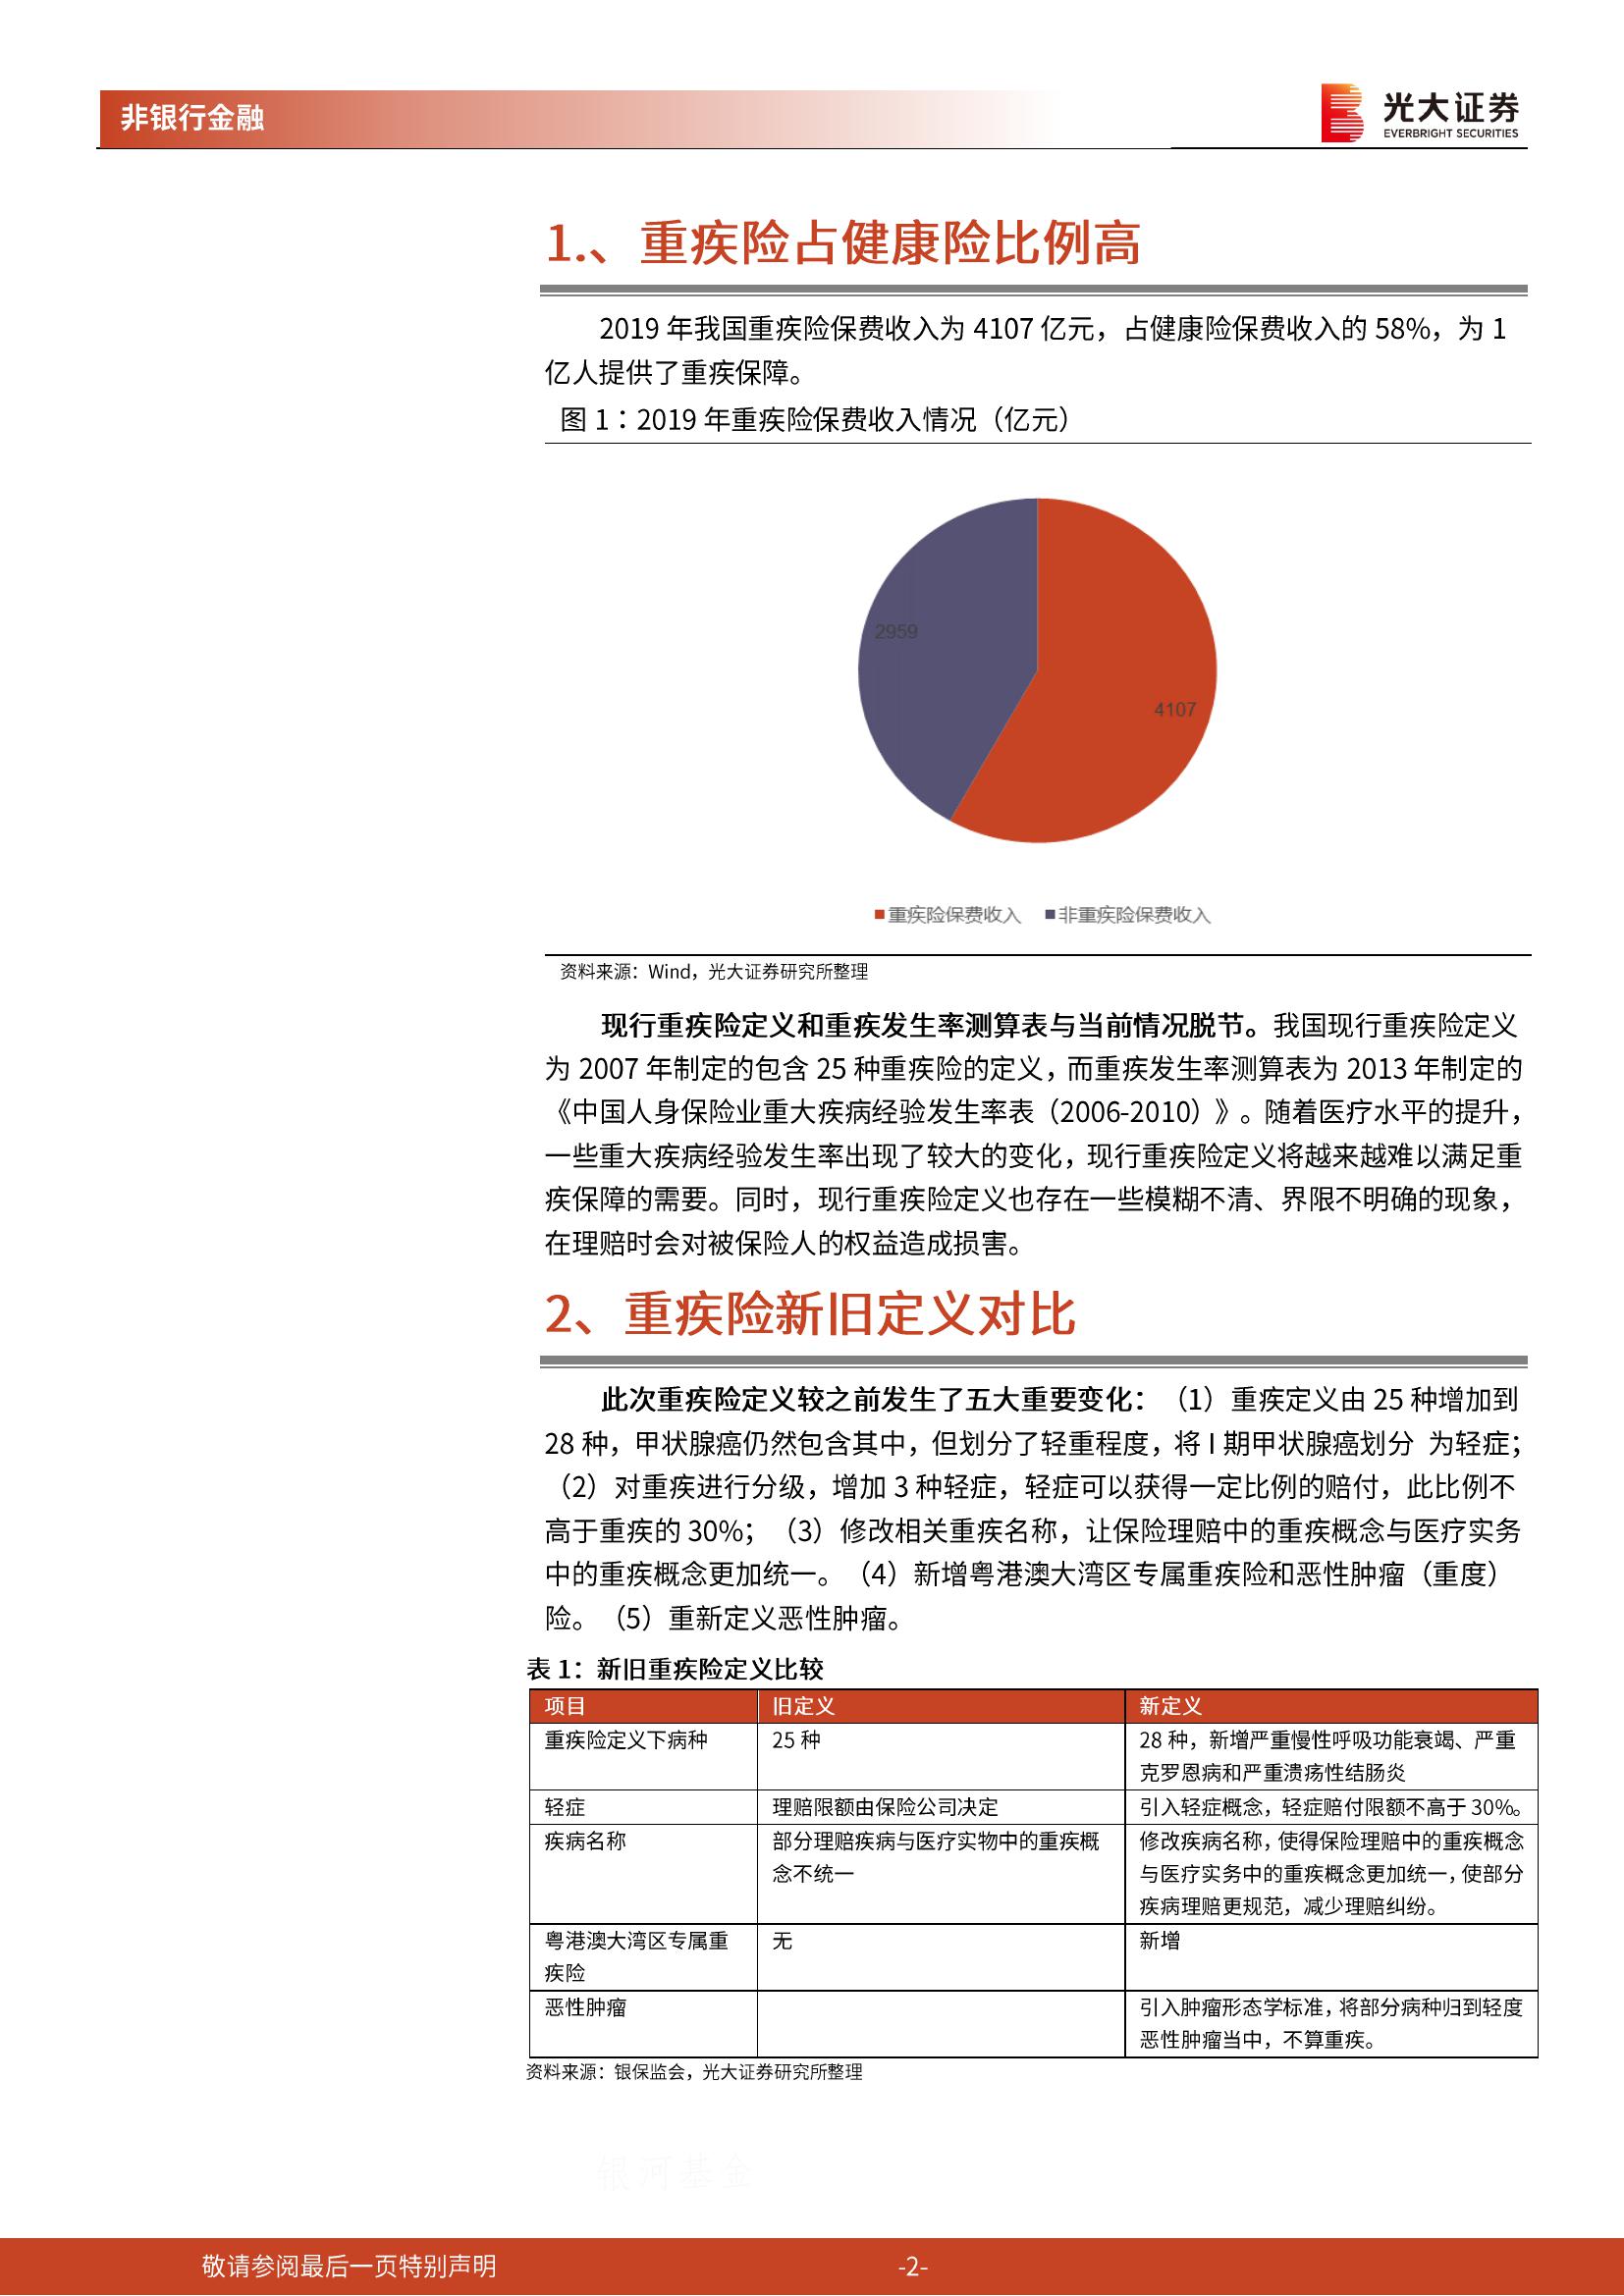 非银行金融
光大证券
EVERBRIGHT SECURITIES
1.、重疾险占健康险比例高
2019 年我国重疾险保费收入为 4107 亿元，占健康险保费收入的 58%，为 1
亿人提供了重疾保障。
图 1：2019 年重疾险保费收入情况（亿元）
2959
4107
重疾险保费收入 非重疾险保费收入
资料来源：Wind，光大证券研究所整理
现行重疾险定义和重疾发生率测算表与当前情况脱节。我国现行重疾险定义
为 2007 年制定的包含 25 种重疾险的定义，而重疾发生率测算表为 2013 年制定的
《中国人身保险业重大疾病经验发生率表（2006-2010）》。随着医疗水平的提升，
一些重大疾病经验发生率出现了较大的变化，现行重疾险定义将越来越难以满足重
疾保障的需要。同时，现行重疾险定义也存在一些模糊不清、界限不明确的现象，
在理赔时会对被保险人的权益造成损害。
2、重疾险新旧定义对比
此次重疾险定义较之前发生了五大重要变化：（1）重疾定义由 25 种增加到
28 种，甲状腺癌仍然包含其中，但划分了轻重程度，将 I 期甲状腺癌划分 为轻症；
（2）对重疾进行分级，增加 3 种轻症，轻症可以获得一定比例的赔付，此比例不
高于重疾的 30%；（3）修改相关重疾名称，让保险理赔中的重疾概念与医疗实务
中的重疾概念更加统一。（4）新增粤港澳大湾区专属重疾险和恶性肿瘤（重度）
险。（5）重新定义恶性肿瘤。
表 1：新旧重疾险定义比较
项目 旧定义 新定义
重疾险定义下病种 25 种 28 种，新增严重慢性呼吸功能衰竭、严重
克罗恩病和严重溃疡性结肠炎
轻症 理赔限额由保险公司决定 引入轻症概念，轻症赔付限额不高于 30%。
疾病名称 部分理赔疾病与医疗实物中的重疾概 修改疾病名称，使得保险理赔中的重疾概念
念不统一 与医疗实务中的重疾概念更加统一，使部分
疾病理赔更规范，减少理赔纠纷。
粤港澳大湾区专属重 无 新增
疾险
恶性肿瘤 引入肿瘤形态学标准，将部分病种归到轻度
恶性肿瘤当中，不算重疾。
资料来源：银保监会，光大证券研究所整理
银河基金
敬请参阅最后一页特别声明 -2-